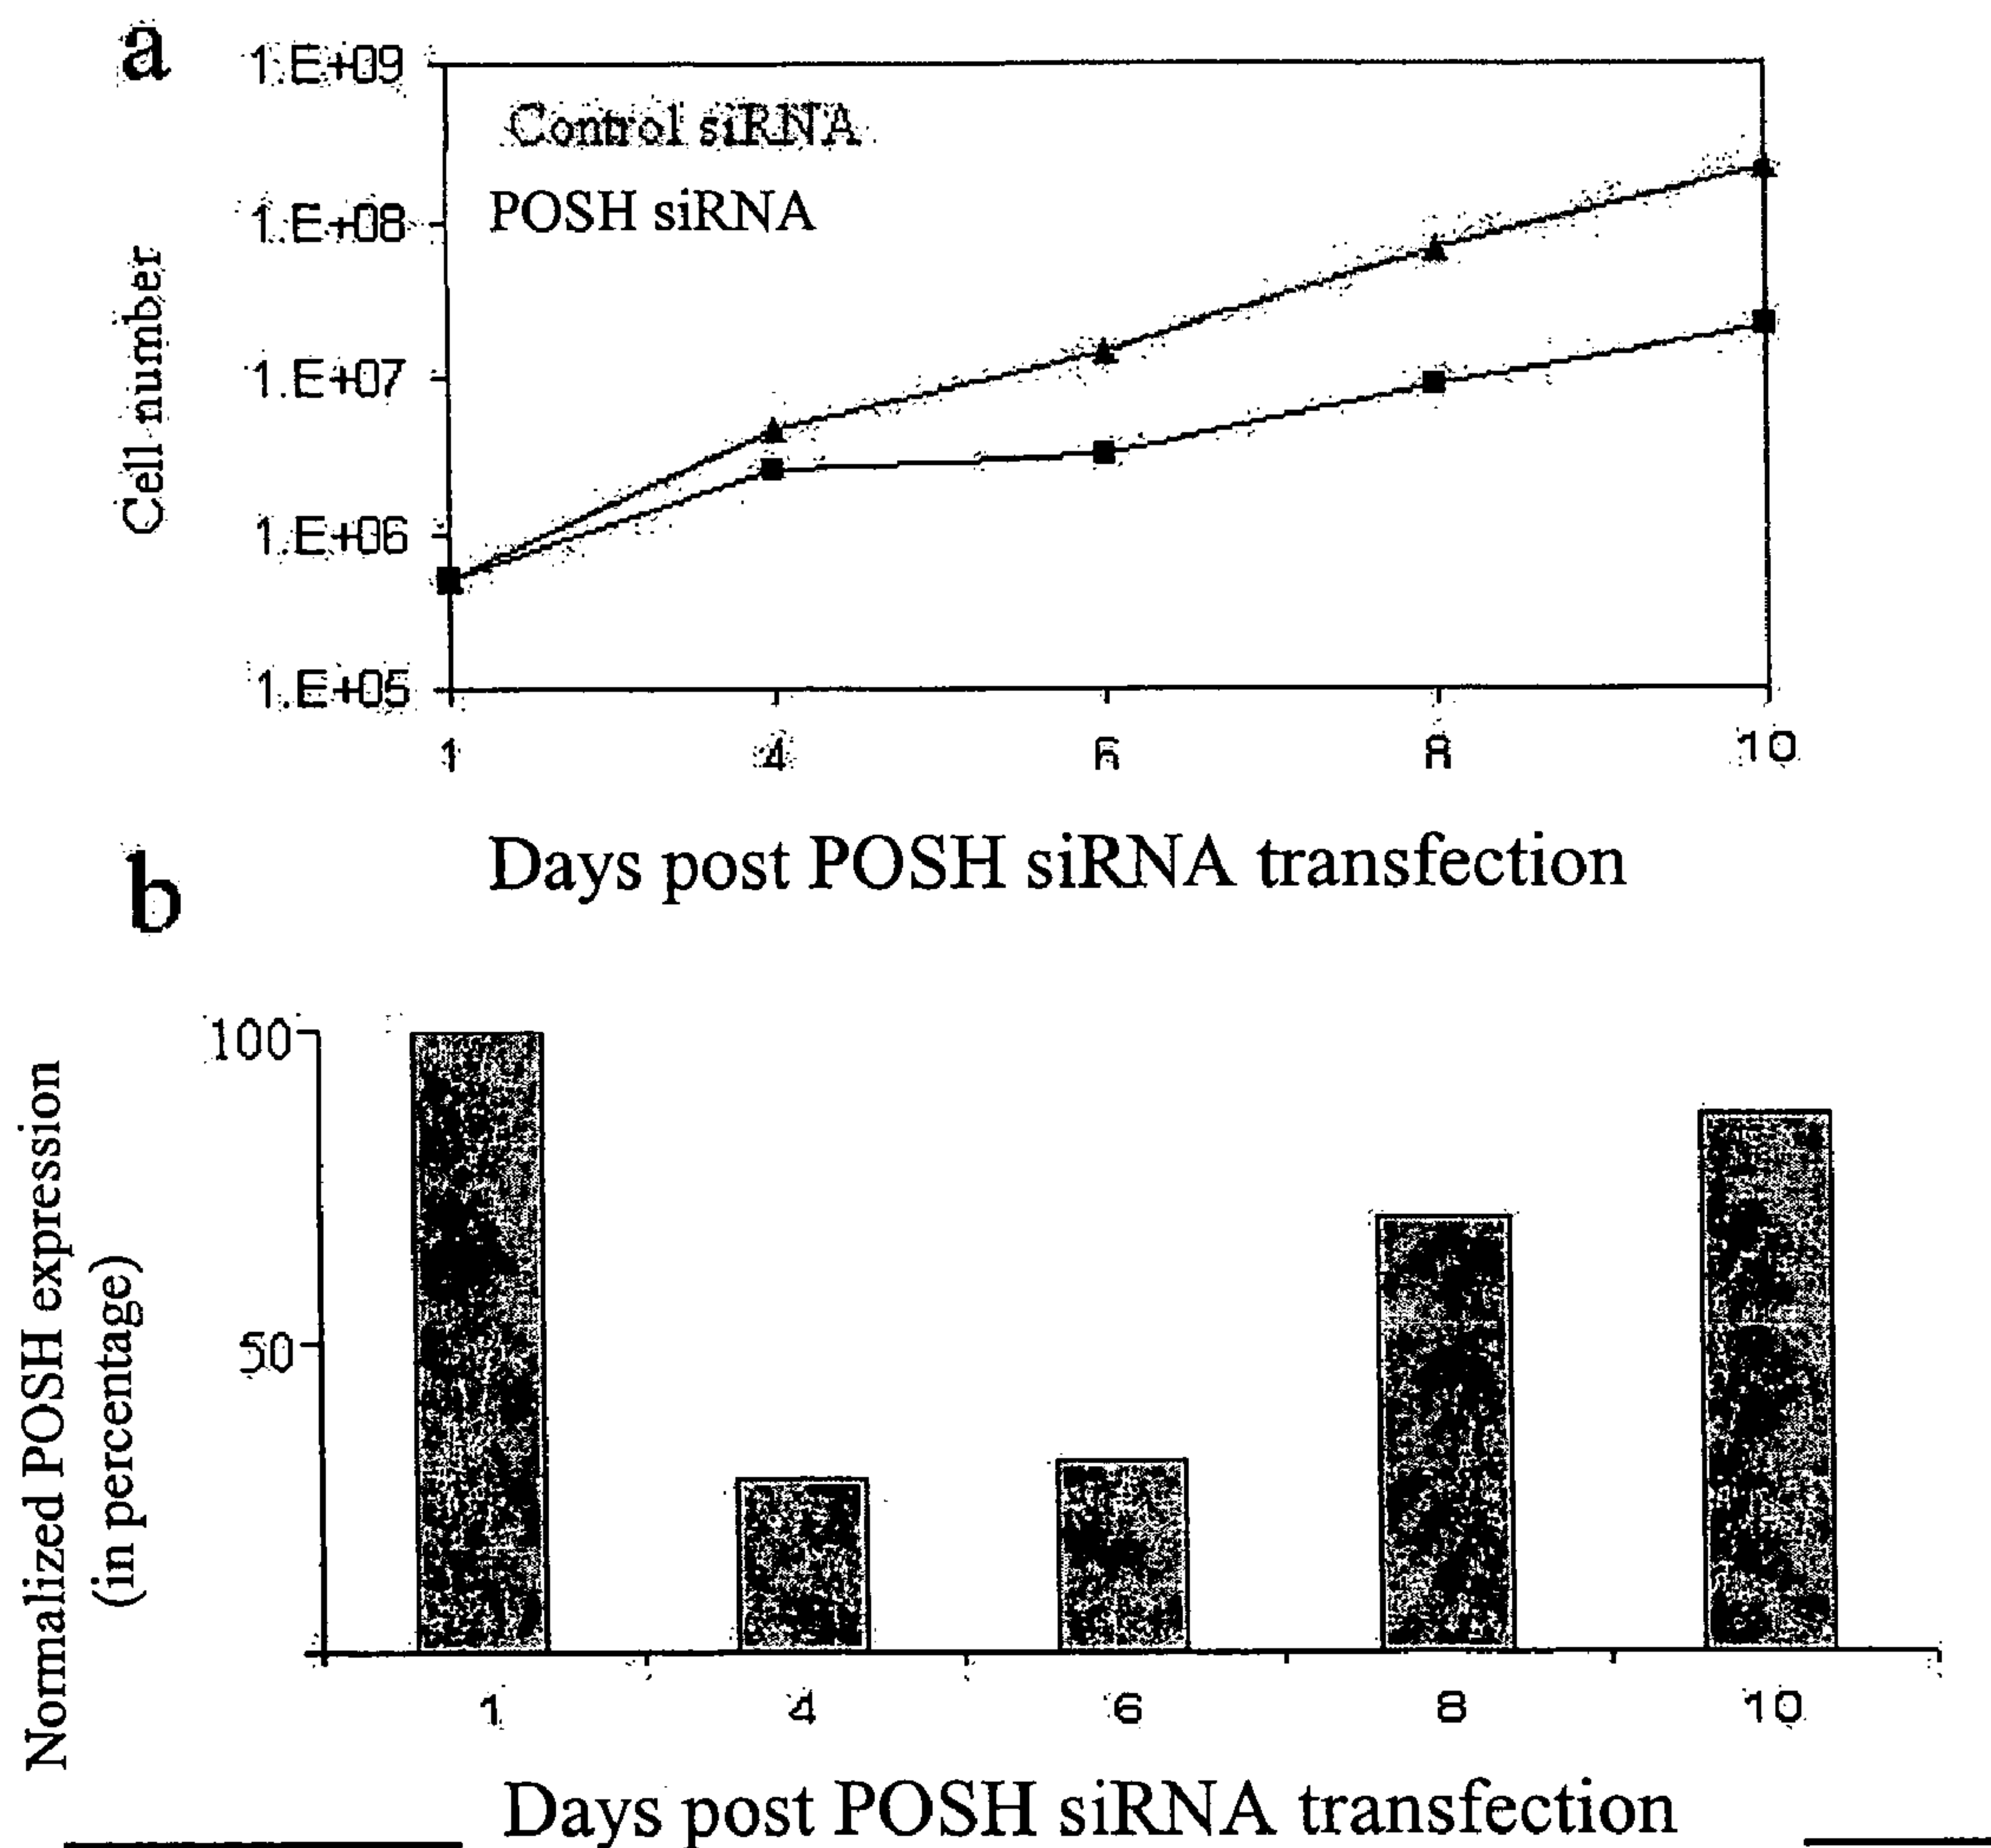 a
1.E+09
Control siRNA
POSH siRNA
1.E+08
1.E+07
1.E+06
1.E+05
Cell number
1 4 6 8 10
Days post POSH siRNA transfection
b
100
50
Normalized POSH expression
(in percentage)
1 4 6 8 10
Days post POSH siRNA transfection